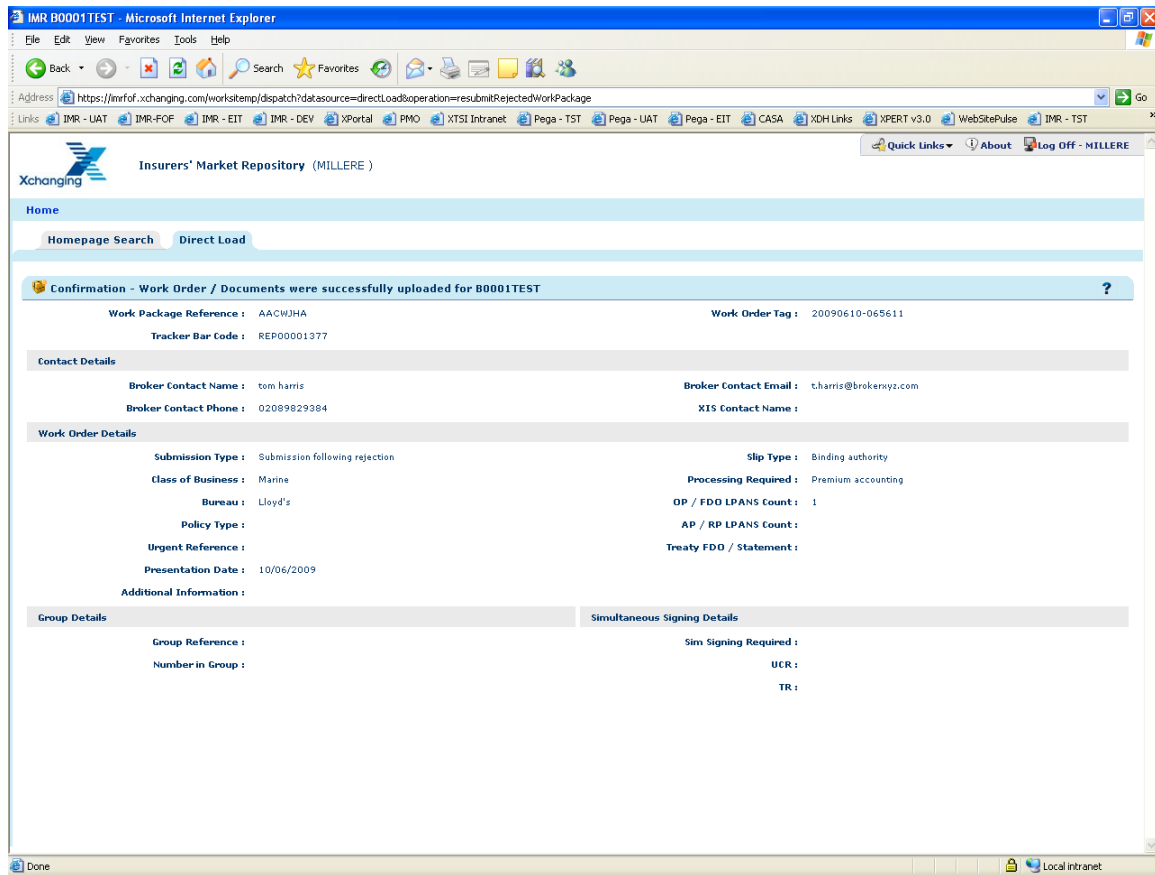 IMR B0001TEST - Microsoft Internet Explorer
File Edit View Favorites Tools Help
Back Search Favorites
Address https://imrfof.xchanging.com/worksitemp/dispatch?datasource=directLoad&operation=resubmitRejectedWorkPackage Go
Links IMR - UAT IMR-FOF IMR - EIT IMR - DEV XPortal PMO XTSI Intranet Pega - TST Pega - UAT Pega - EIT CASA XDH Links XPERT v3.0 WebSitePulse IMR - TST »
Quick Links About Log Off - MILLERE
Xchanging Insurers' Market Repository (MILLERE )
Home
Homepage Search Direct Load
Confirmation - Work Order / Documents were successfully uploaded for B0001TEST ?
Work Package Reference : AACWJHA Work Order Tag : 20090610-065611
Tracker Bar Code : REP00001377
Contact Details
Broker Contact Name : tom harris Broker Contact Email : t.harris@brokerxyz.com
Broker Contact Phone : 02089829384 XIS Contact Name :
Work Order Details
Submission Type : Submission following rejection Slip Type : Binding authority
Class of Business : Marine Processing Required : Premium accounting
Bureau : Lloyd's OP / FDO LPANS Count : 1
Policy Type : AP / RP LPANS Count :
Urgent Reference : Treaty FDO / Statement :
Presentation Date : 10/06/2009
Additional Information :
Group Details Simultaneous Signing Details
Group Reference : Sim Signing Required :
Number in Group : UCR :
TR :
Done Local intranet